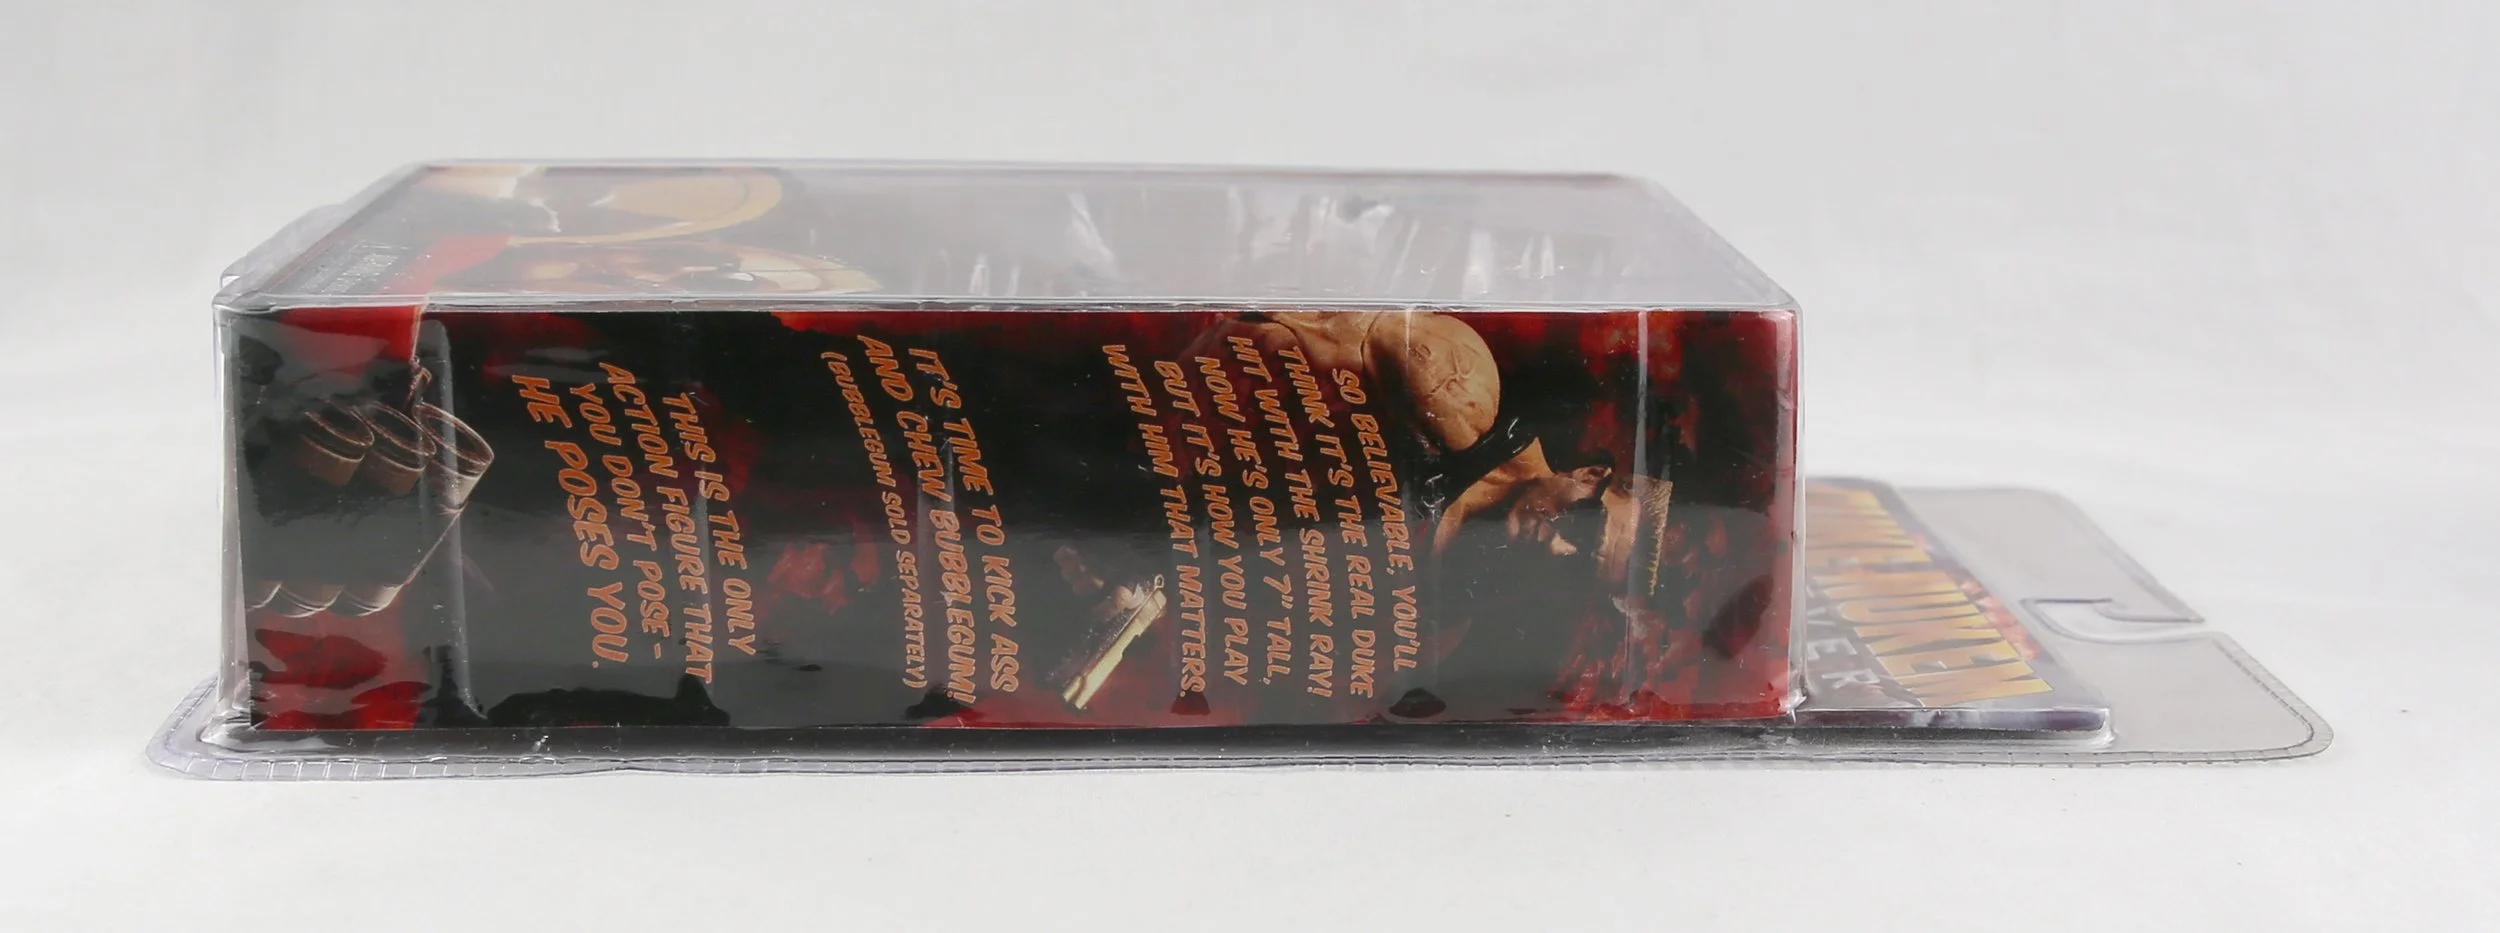 DUKE NUKEM
SO BELIEVABLE, YOU'LL
THINK IT'S THE REAL DUKE
HIT WITH THE SHRINK RAY!
NOW HE'S ONLY 7" TALL,
BUT IT'S HOW YOU PLAY
WITH HIM THAT MATTERS.
IT'S TIME TO KICK ASS
AND CHEW BUBBLEGUM!
(BUBBLEGUM SOLD SEPARATELY)
THIS IS THE ONLY
ACTION FIGURE THAT
YOU DON'T POSE -
HE POSES YOU.